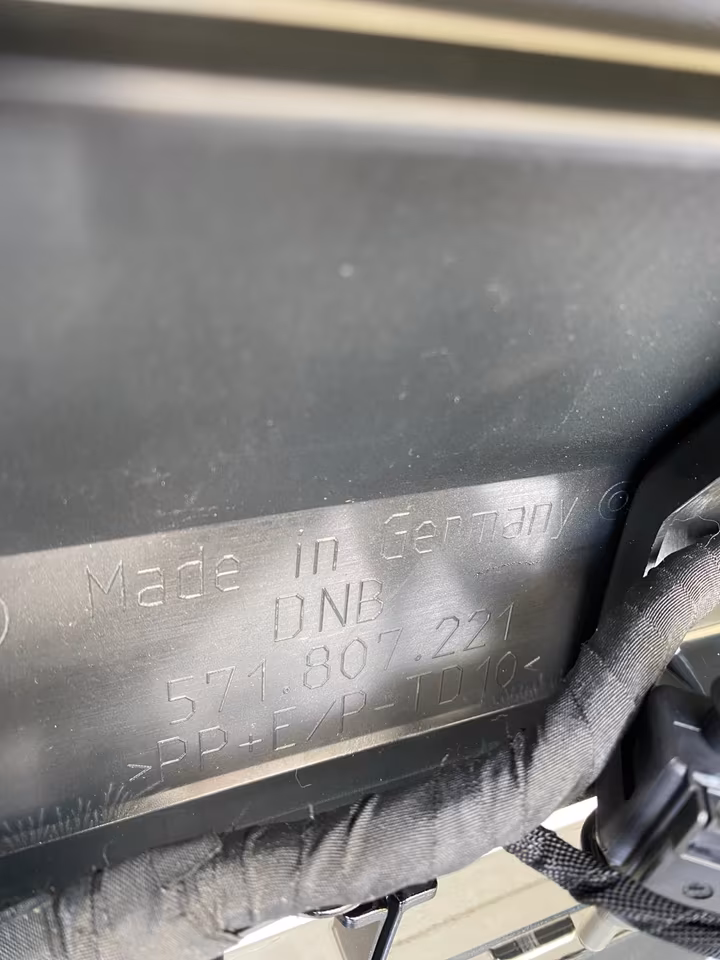 Made in Germany ©
DNB
571.807.221
>PP+E/P-TD10<